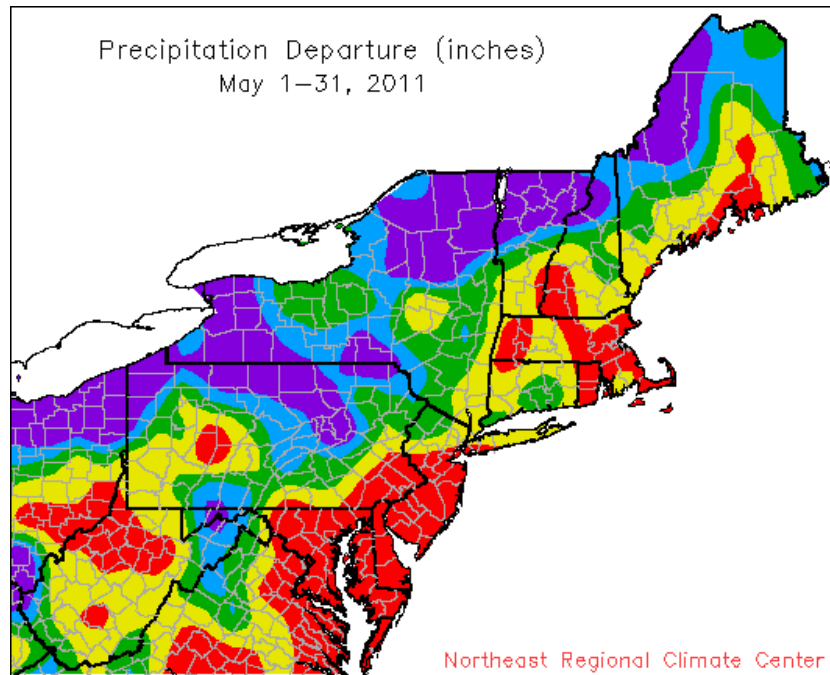 Precipitation Departure (inches)
May 1-31, 2011
Northeast Regional Climate Center